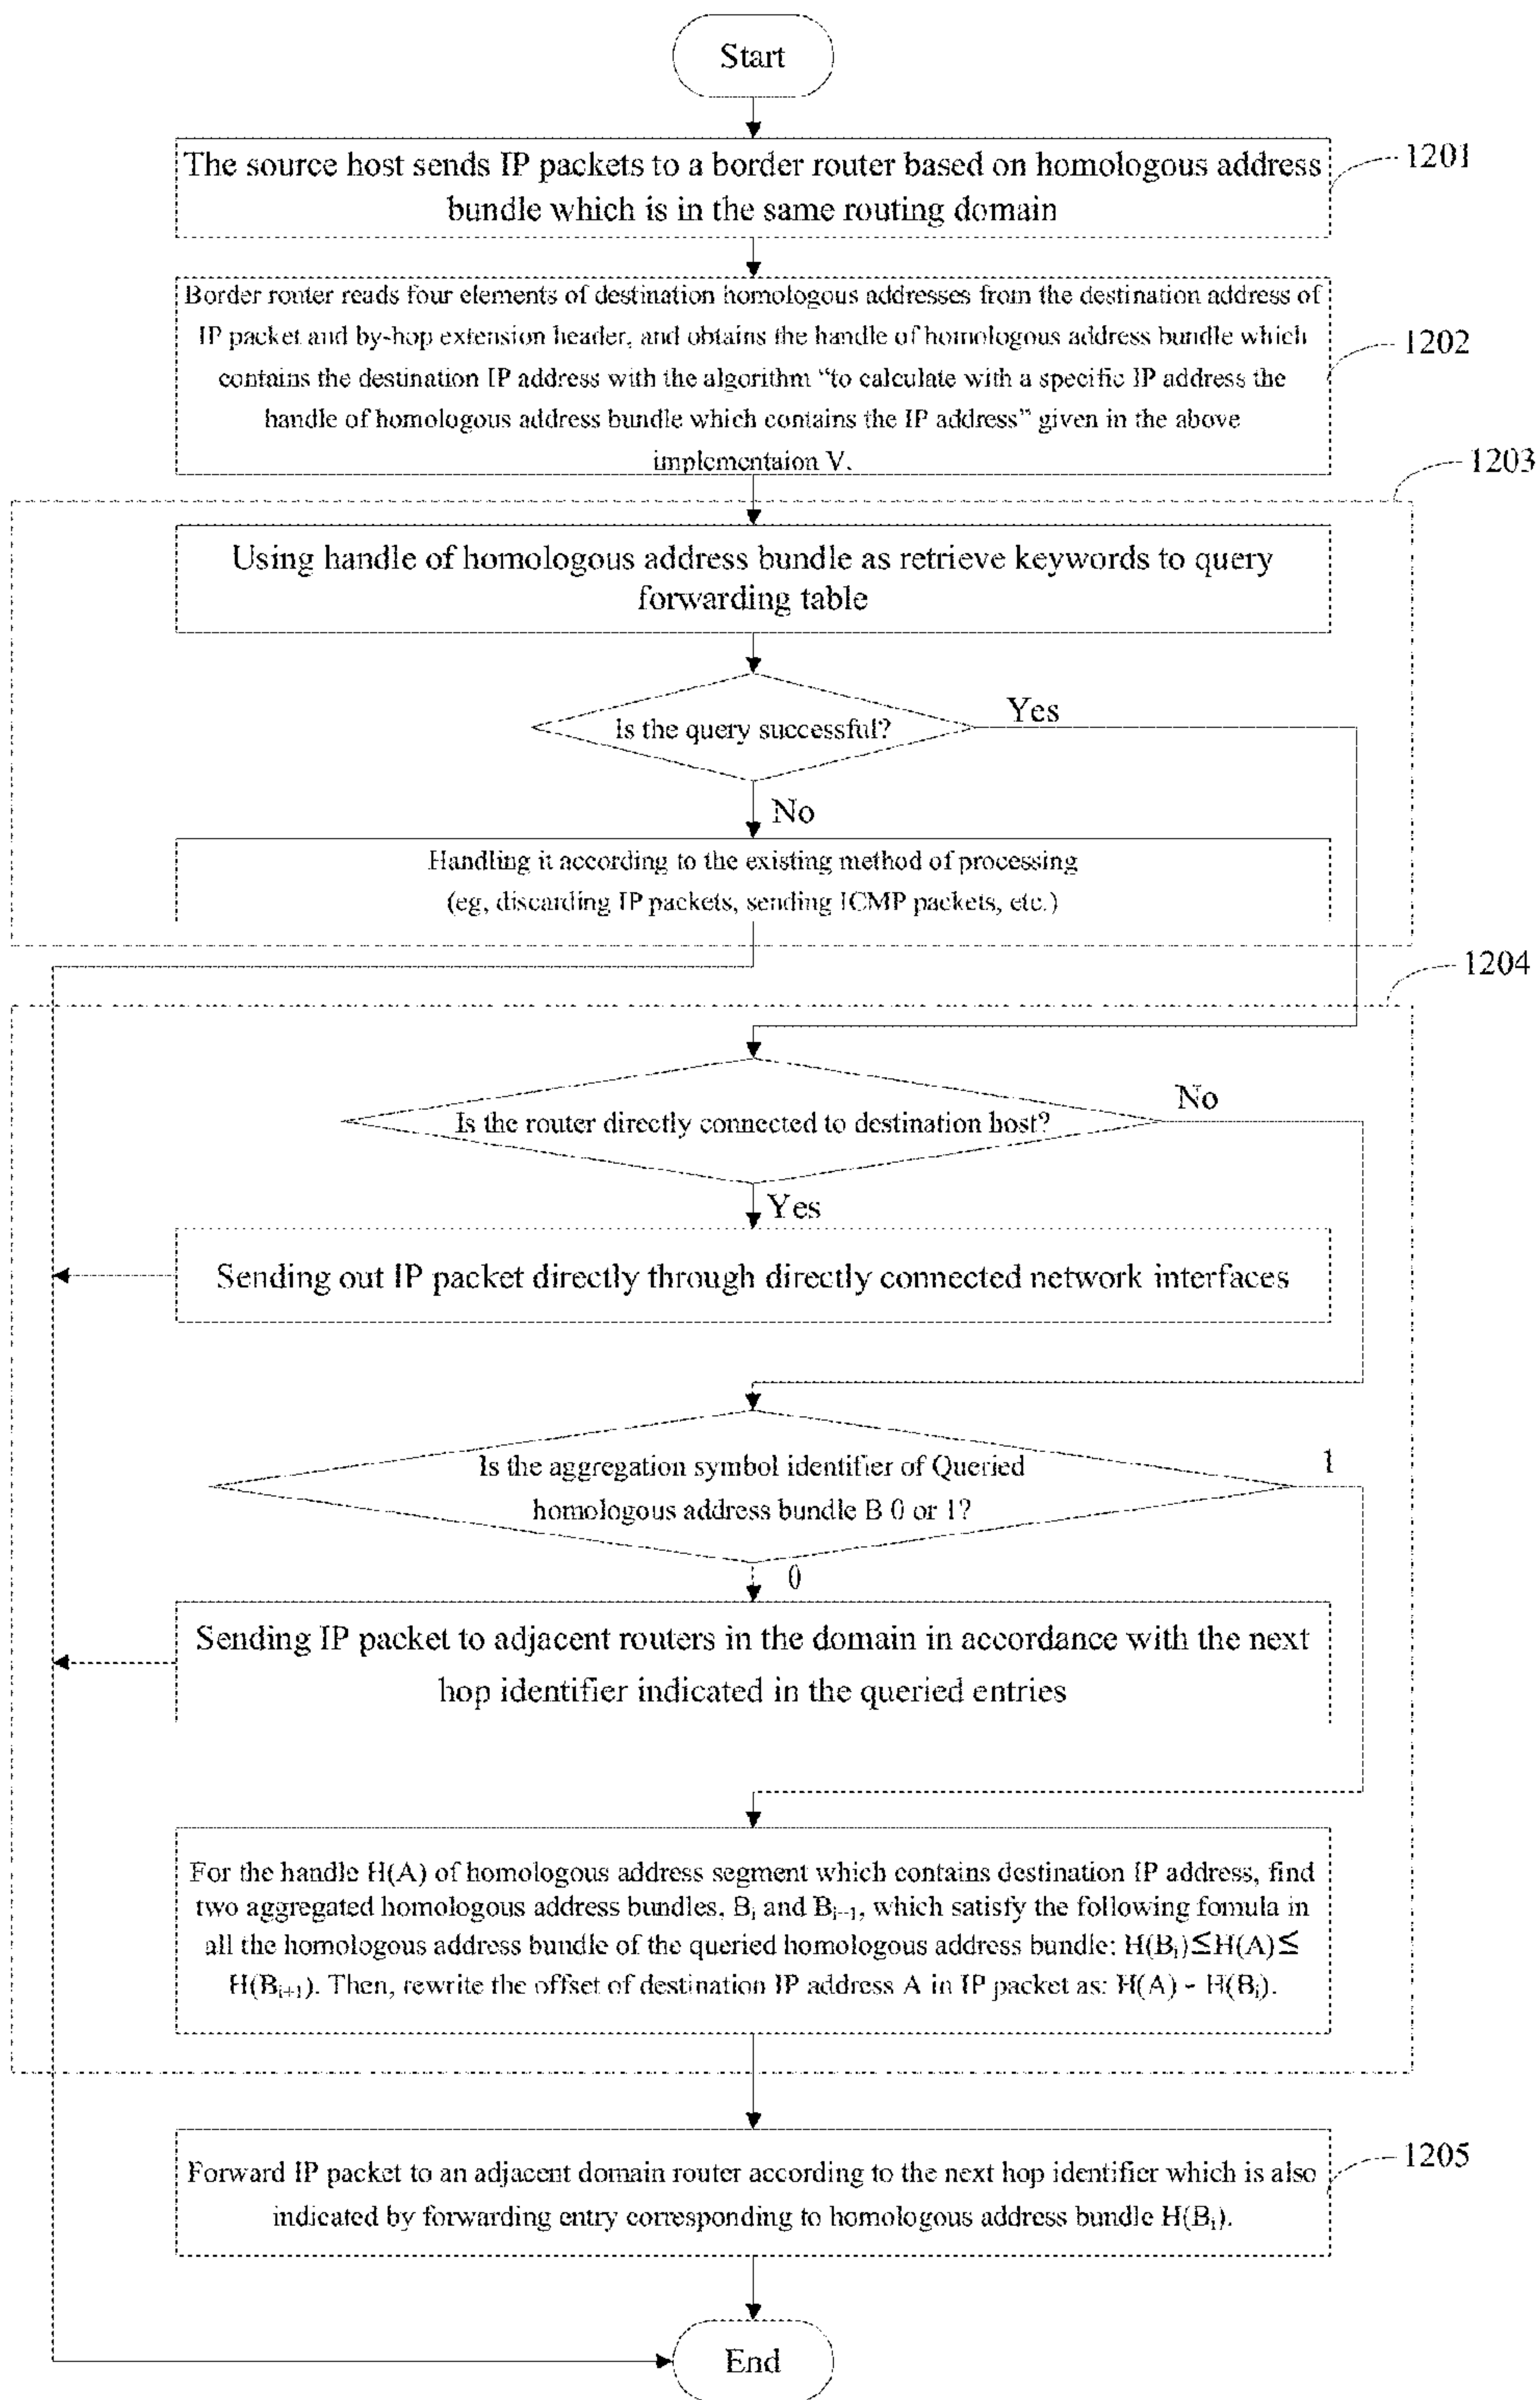 Start
The source host sends IP packets to a border router based on homologous address
bundle which is in the same routing domain
1201
Border router reads four elements of destination homologous addresses from the destination address of
IP packet and by-hop extension header, and obtains the handle of homologous address bundle which
contains the destination IP address with the algorithm “to calculate with a specific IP address the
handle of homologous address bundle which contains the IP address” given in the above
implementaion V.
1202
1203
Using handle of homologous address bundle as retrieve keywords to query
forwarding table
Is the query successful?
Yes
No
Handling it according to the existing method of processing
(eg, discarding IP packets, sending ICMP packets, etc.)
1204
Is the router directly connected to destination host?
No
Yes
Sending out IP packet directly through directly connected network interfaces
Is the aggregation symbol identifier of Queried
homologous address bundle B 0 or 1?
1
0
Sending IP packet to adjacent routers in the domain in accordance with the next
hop identifier indicated in the queried entries
For the handle H(A) of homologous address segment which contains destination IP address, find
two aggregated homologous address bundles, Bi and Bi-1, which satisfy the following fomula in
all the homologous address bundle of the queried homologous address bundle: H(Bi)≤H(A)≤
H(Bi+1). Then, rewrite the offset of destination IP address A in IP packet as: H(A) - H(Bi).
Forward IP packet to an adjacent domain router according to the next hop identifier which is also
indicated by forwarding entry corresponding to homologous address bundle H(Bi).
1205
End